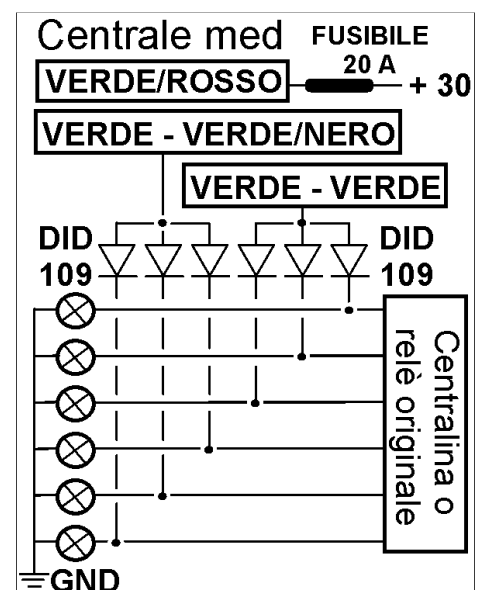 Centrale med
FUSIBILE
20 A
VERDE/ROSSO
+ 30
VERDE - VERDE/NERO
VERDE - VERDE
DID
109
DID
109
Centralina o
relè originale
GND